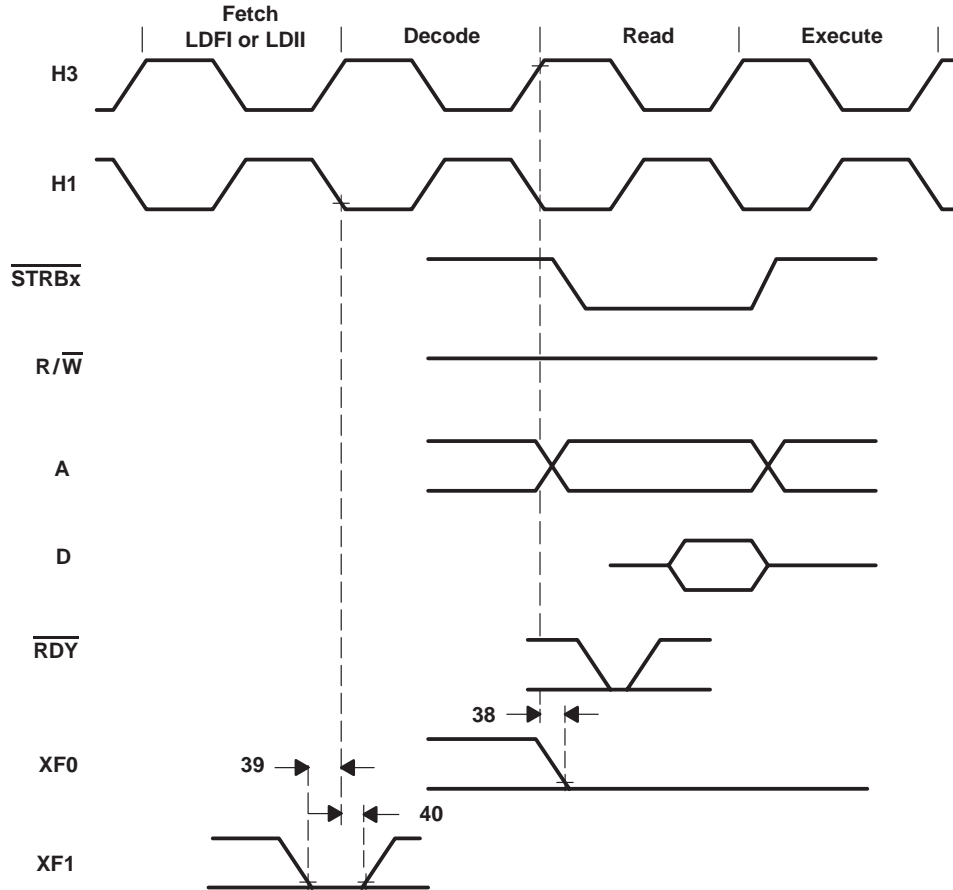 Fetch
LDFI or LDII
Decode
Read
Execute
H3
H1
STRBx
R/W
A
D
RDY
38
XF0
39
40
XF1